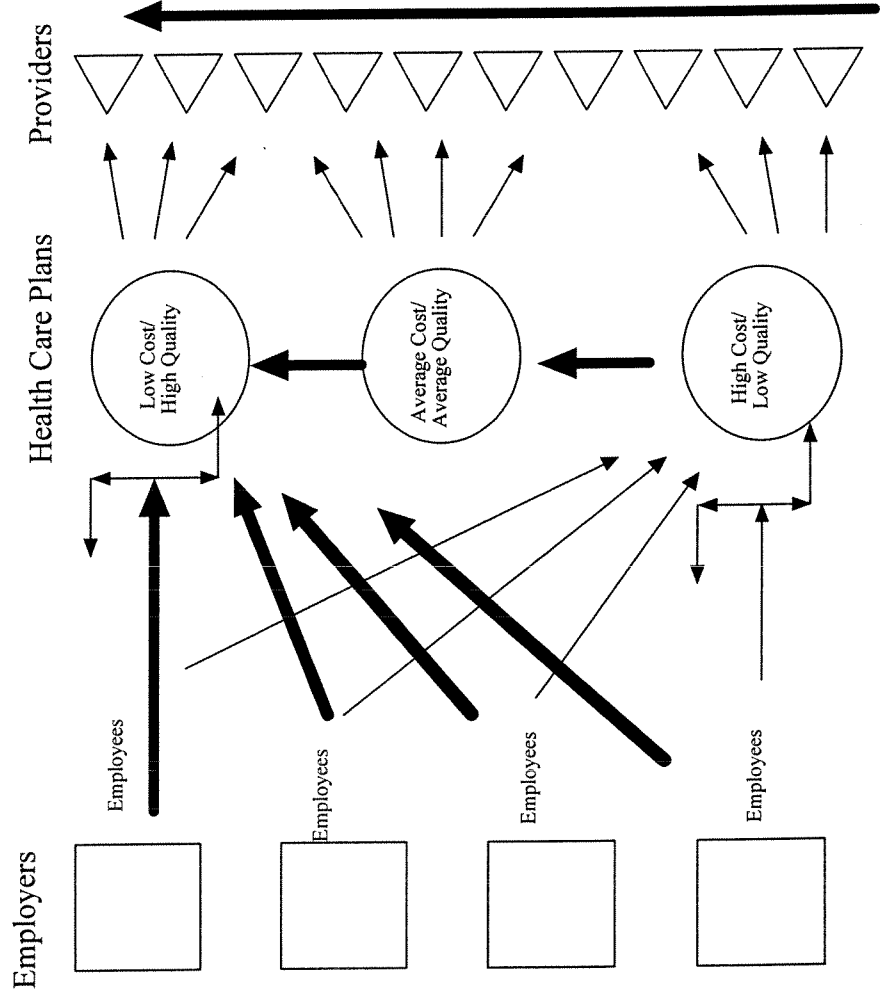 Employers
Health Care Plans
Providers
Employees
Employees
Employees
Employees
Low Cost/
High Quality
Average Cost/
Average Quality
High Cost/
Low Quality